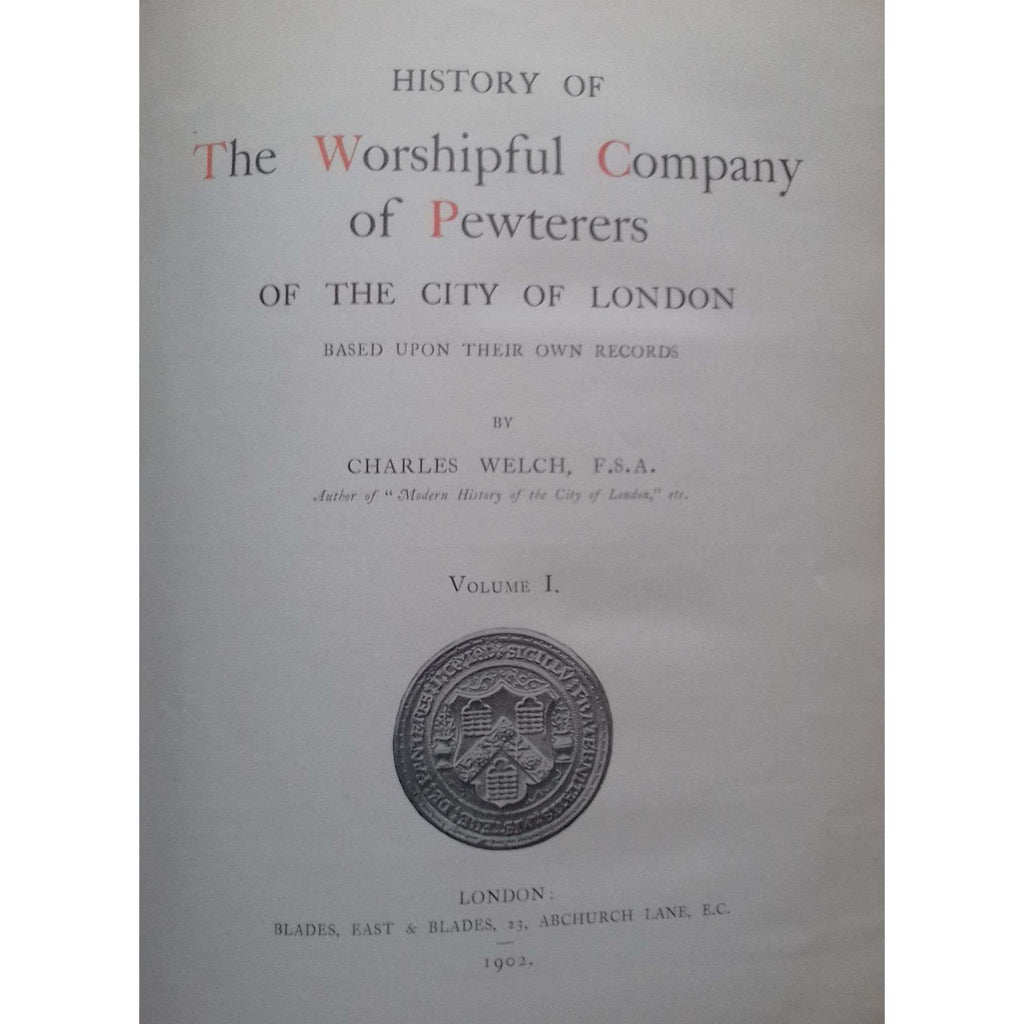 HISTORY OF
The Worshipful Company
of Pewterers
OF THE CITY OF LONDON
BASED UPON THEIR OWN RECORDS
BY
CHARLES WELCH, F.S.A.
Author of "Modern History of the City of London," etc.
VOLUME I.
LONDON:
BLADES, EAST & BLADES, 23, ABCHURCH LANE, E.C.
1902.